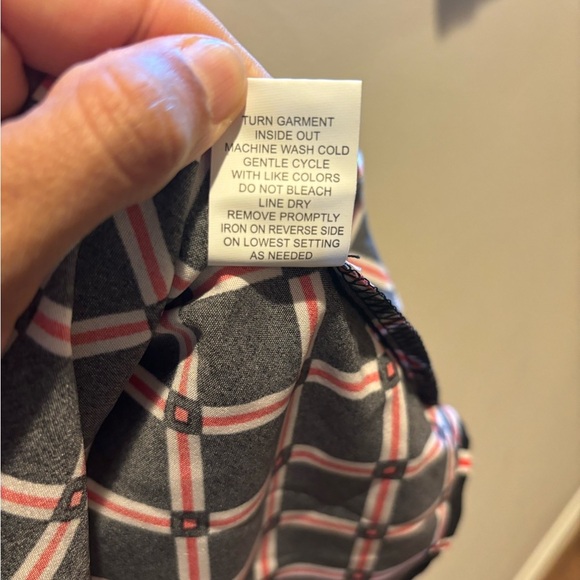 TURN GARMENT
INSIDE OUT
MACHINE WASH COLD
GENTLE CYCLE
WITH LIKE COLORS
DO NOT BLEACH
LINE DRY
REMOVE PROMPTLY
IRON ON REVERSE SIDE
ON LOWEST SETTING
AS NEEDED